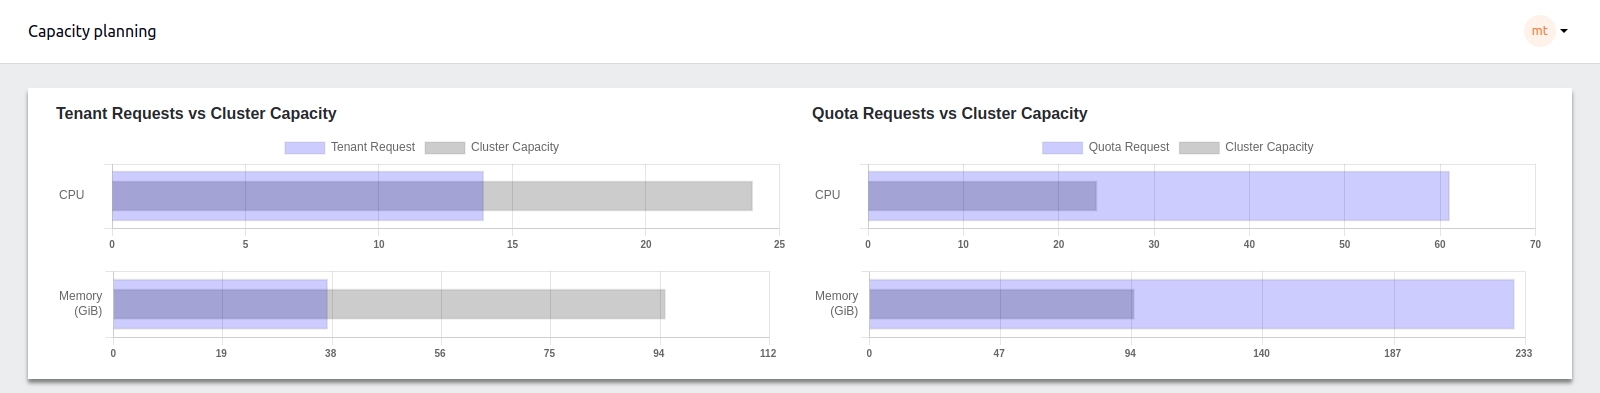 Capacity planning
mt
Tenant Requests vs Cluster Capacity
Tenant Request Cluster Capacity
CPU
0 5 10 15 20 25
Memory
(GiB)
0 19 38 56 75 94 112
Quota Requests vs Cluster Capacity
Quota Request Cluster Capacity
CPU
0 10 20 30 40 50 60 70
Memory
(GiB)
0 47 94 140 187 233